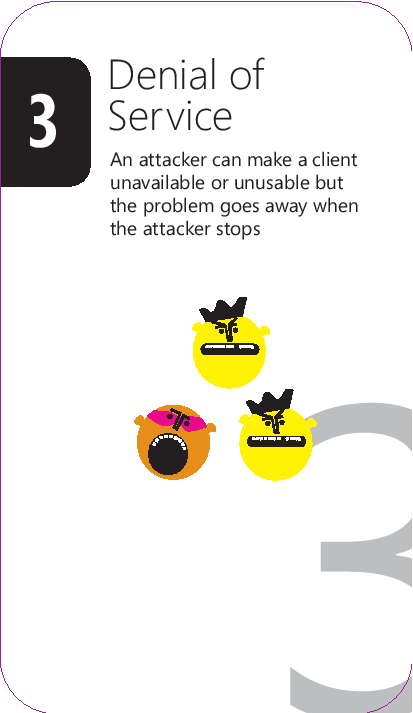 3
Denial of
Service
An attacker can make a client
unavailable or unusable but
the problem goes away when
the attacker stops
3